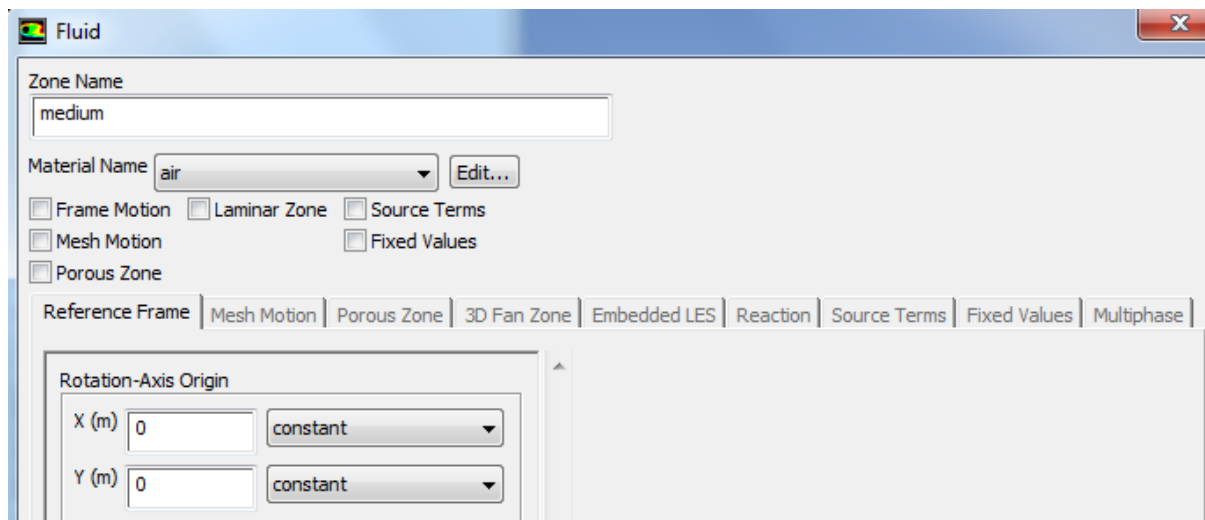 Fluid
X
Zone Name
medium
Material Name air Edit...
Frame Motion Laminar Zone Source Terms
Mesh Motion Fixed Values
Porous Zone
Reference Frame Mesh Motion Porous Zone 3D Fan Zone Embedded LES Reaction Source Terms Fixed Values Multiphase
Rotation-Axis Origin
X (m) 0 constant
Y (m) 0 constant